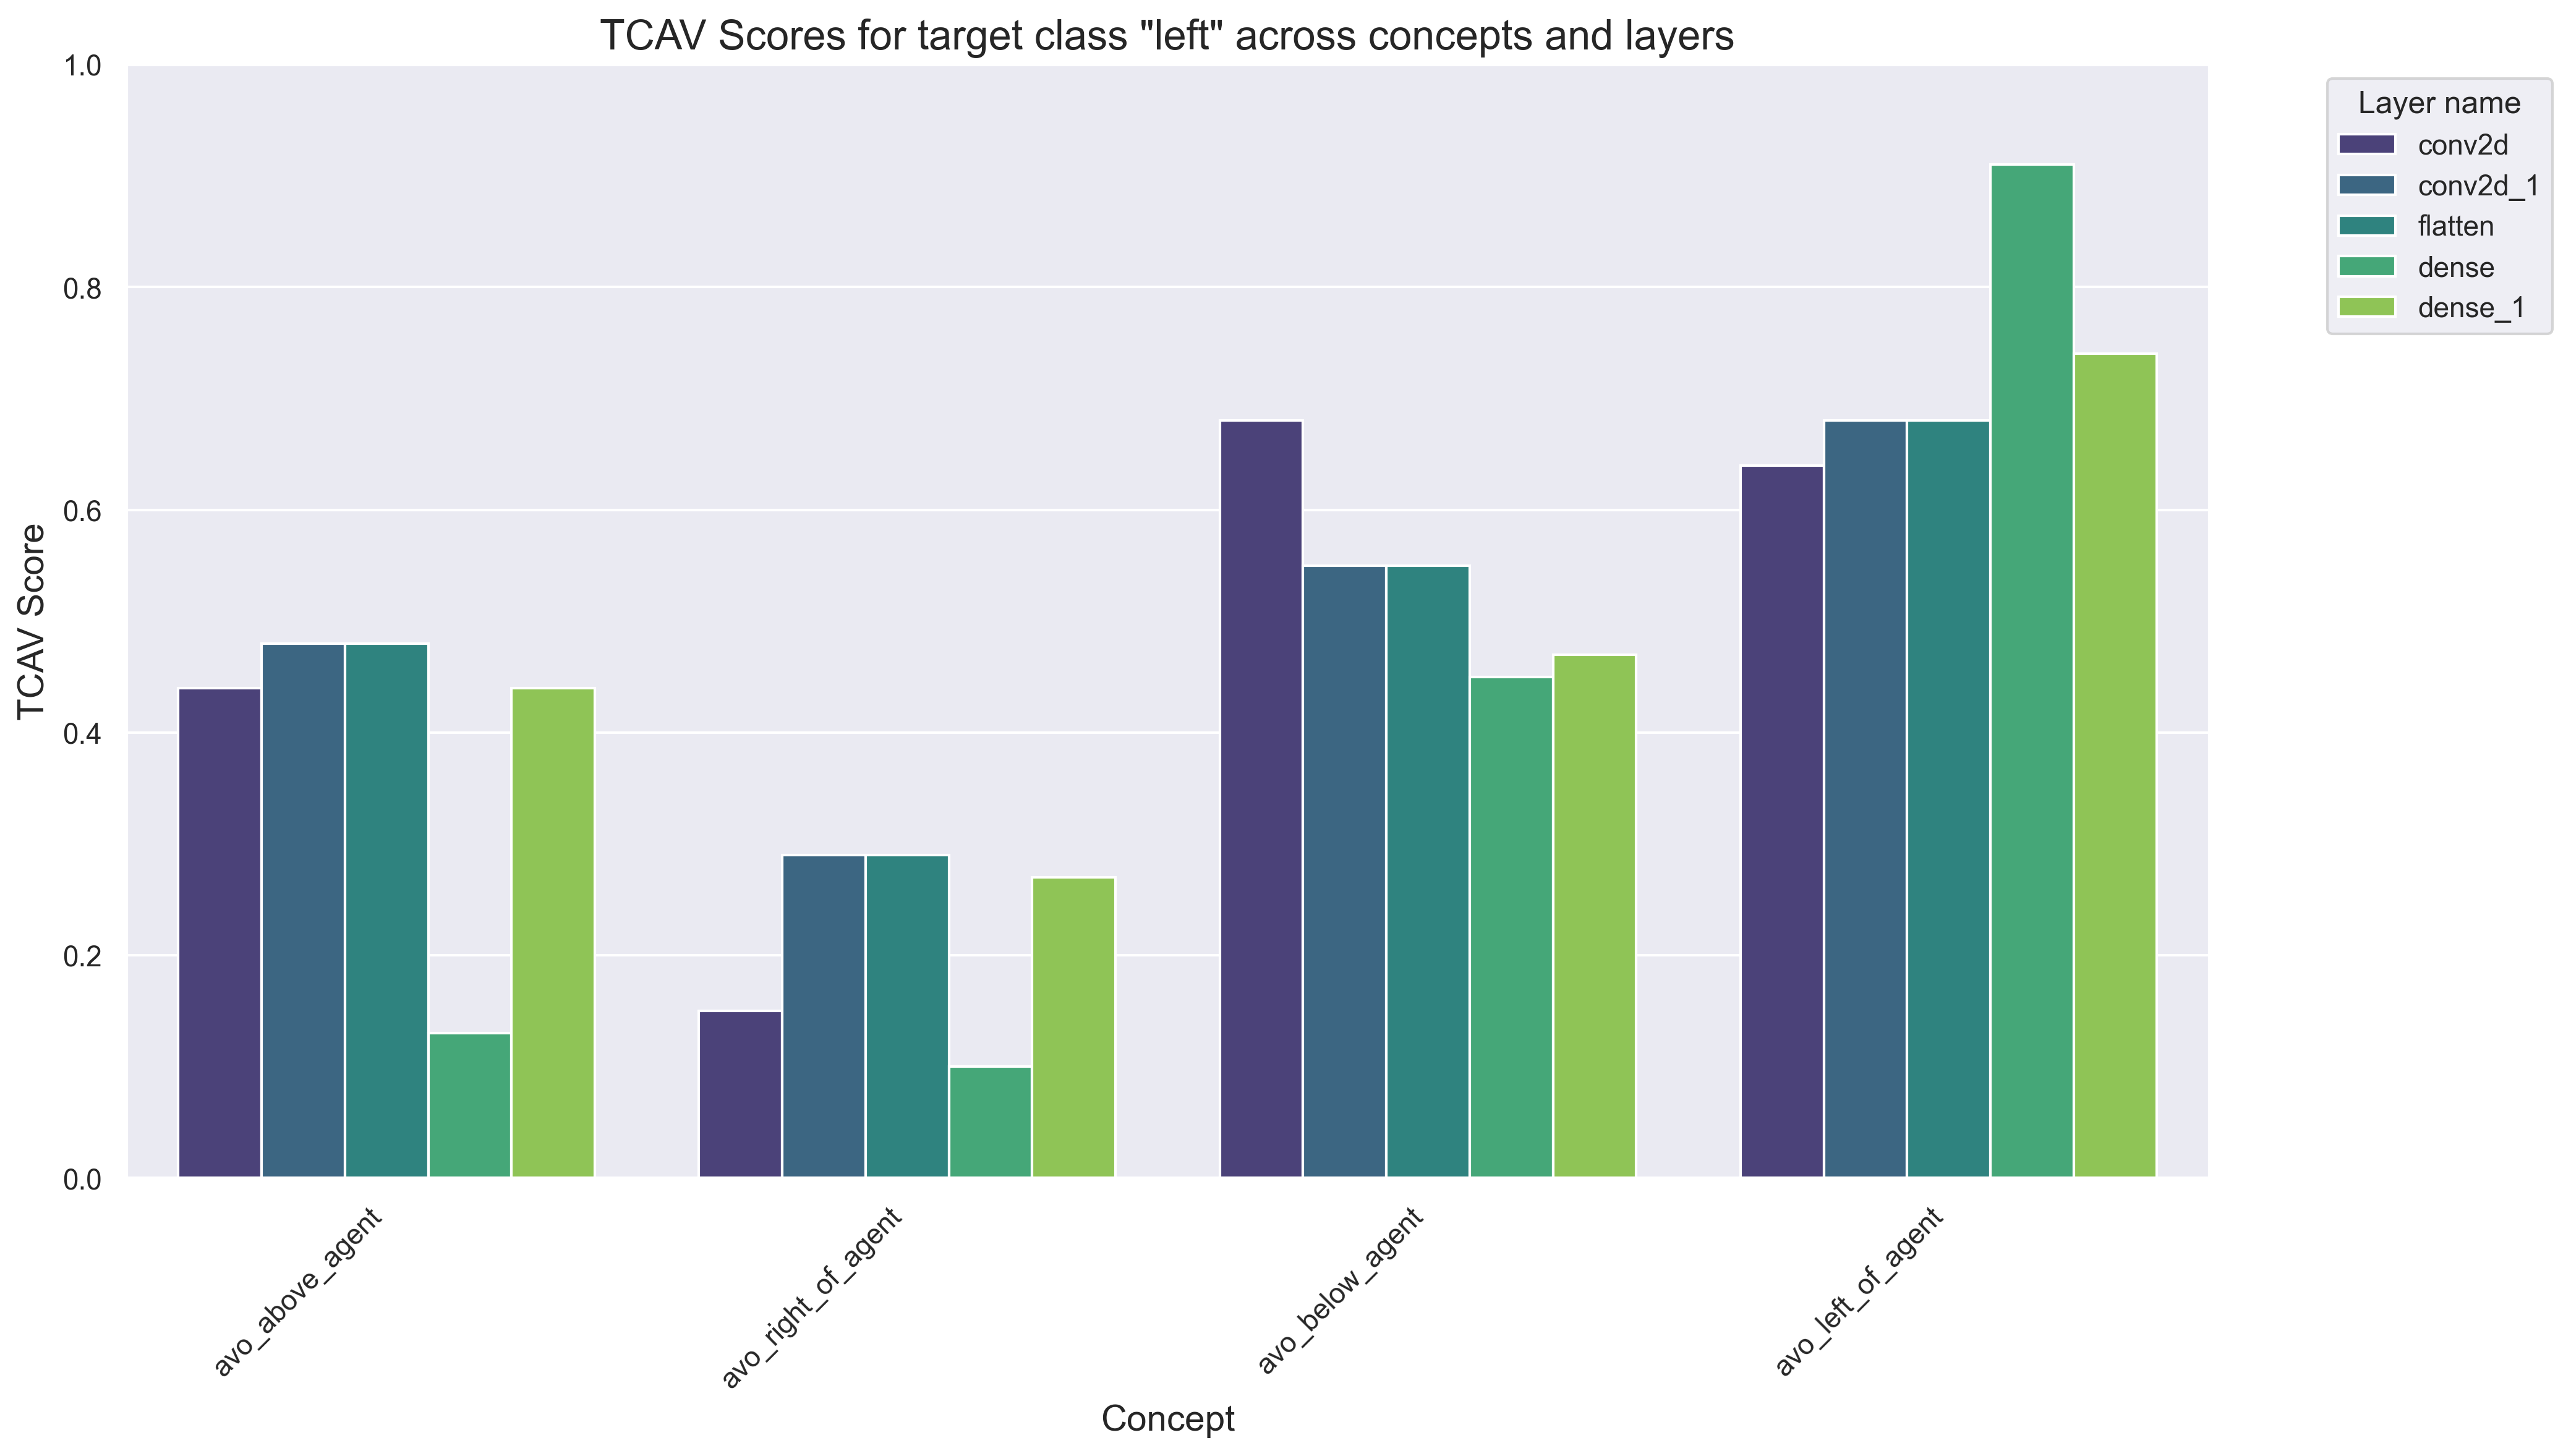 TCAV Scores for target class "left" across concepts and layers
1.0
0.8
0.6
0.4
0.2
0.0
TCAV Score
avo_above_agent
avo_right_of_agent
avo_below_agent
avo_left_of_agent
Concept
Layer name
conv2d
conv2d_1
flatten
dense
dense_1